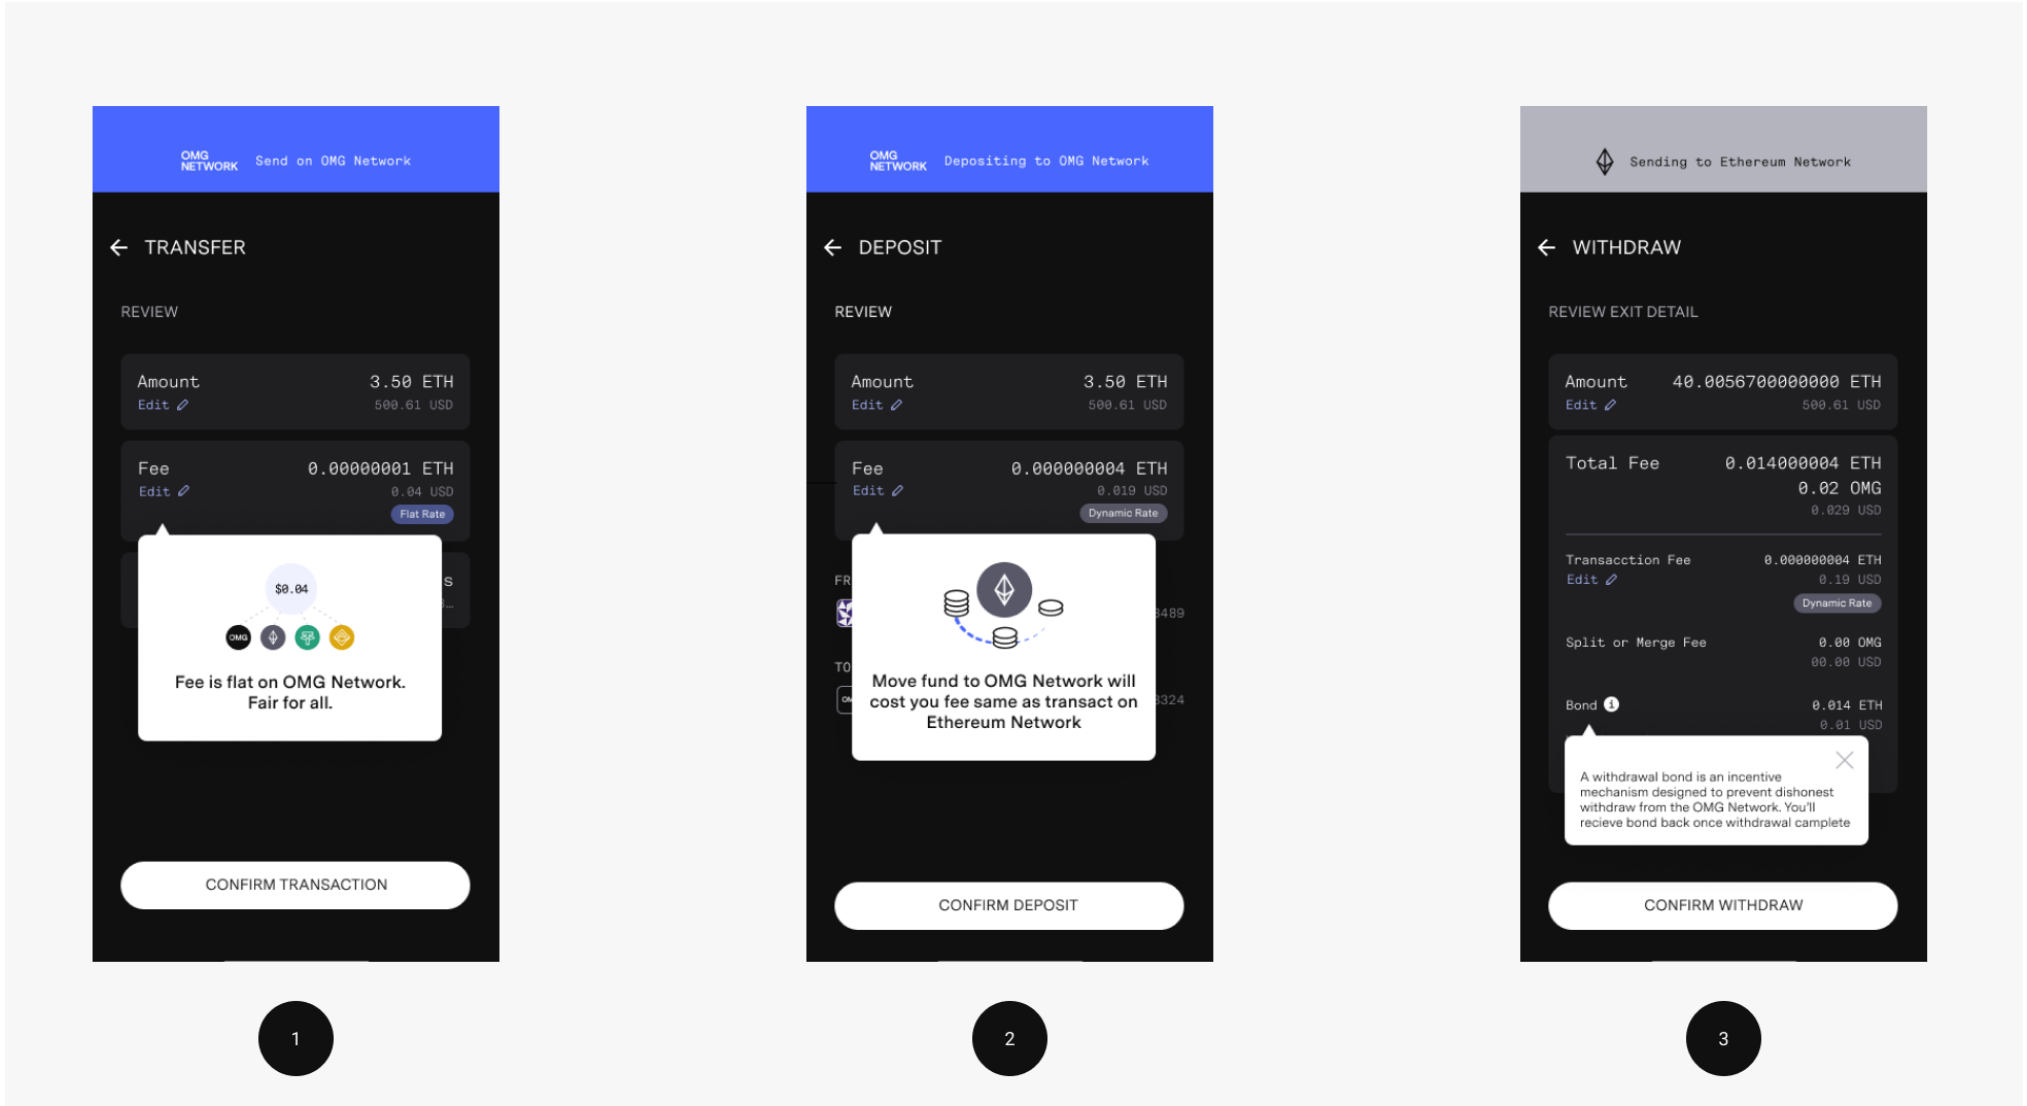 OMG
NETWORK
Send on OMG Network
TRANSFER
REVIEW
Amount 3.50 ETH
Edit 500.61 USD
Fee 0.00000001 ETH
Edit 0.04 USD
Flat Rate
s
$0.04
OMG
Fee is flat on OMG Network.
Fair for all.
CONFIRM TRANSACTION
1
OMG
NETWORK
Depositing to OMG Network
DEPOSIT
REVIEW
Amount 3.50 ETH
Edit 500.61 USD
Fee 0.000000004 ETH
Edit 0.019 USD
Dynamic Rate
FR
3489
TO
3324
Move fund to OMG Network will
cost you fee same as transact on
Ethereum Network
CONFIRM DEPOSIT
2
Sending to Ethereum Network
WITHDRAW
REVIEW EXIT DETAIL
Amount 40.0056700000000 ETH
Edit 500.61 USD
Total Fee 0.014000004 ETH
0.02 OMG
0.029 USD
Transacction Fee 0.000000004 ETH
Edit 0.19 USD
Dynamic Rate
Split or Merge Fee 0.00 OMG
00.00 USD
Bond i 0.014 ETH
0.01 USD
A withdrawal bond is an incentive
mechanism designed to prevent dishonest
withdraw from the OMG Network. You'll
recieve bond back once withdrawal camplete
CONFIRM WITHDRAW
3